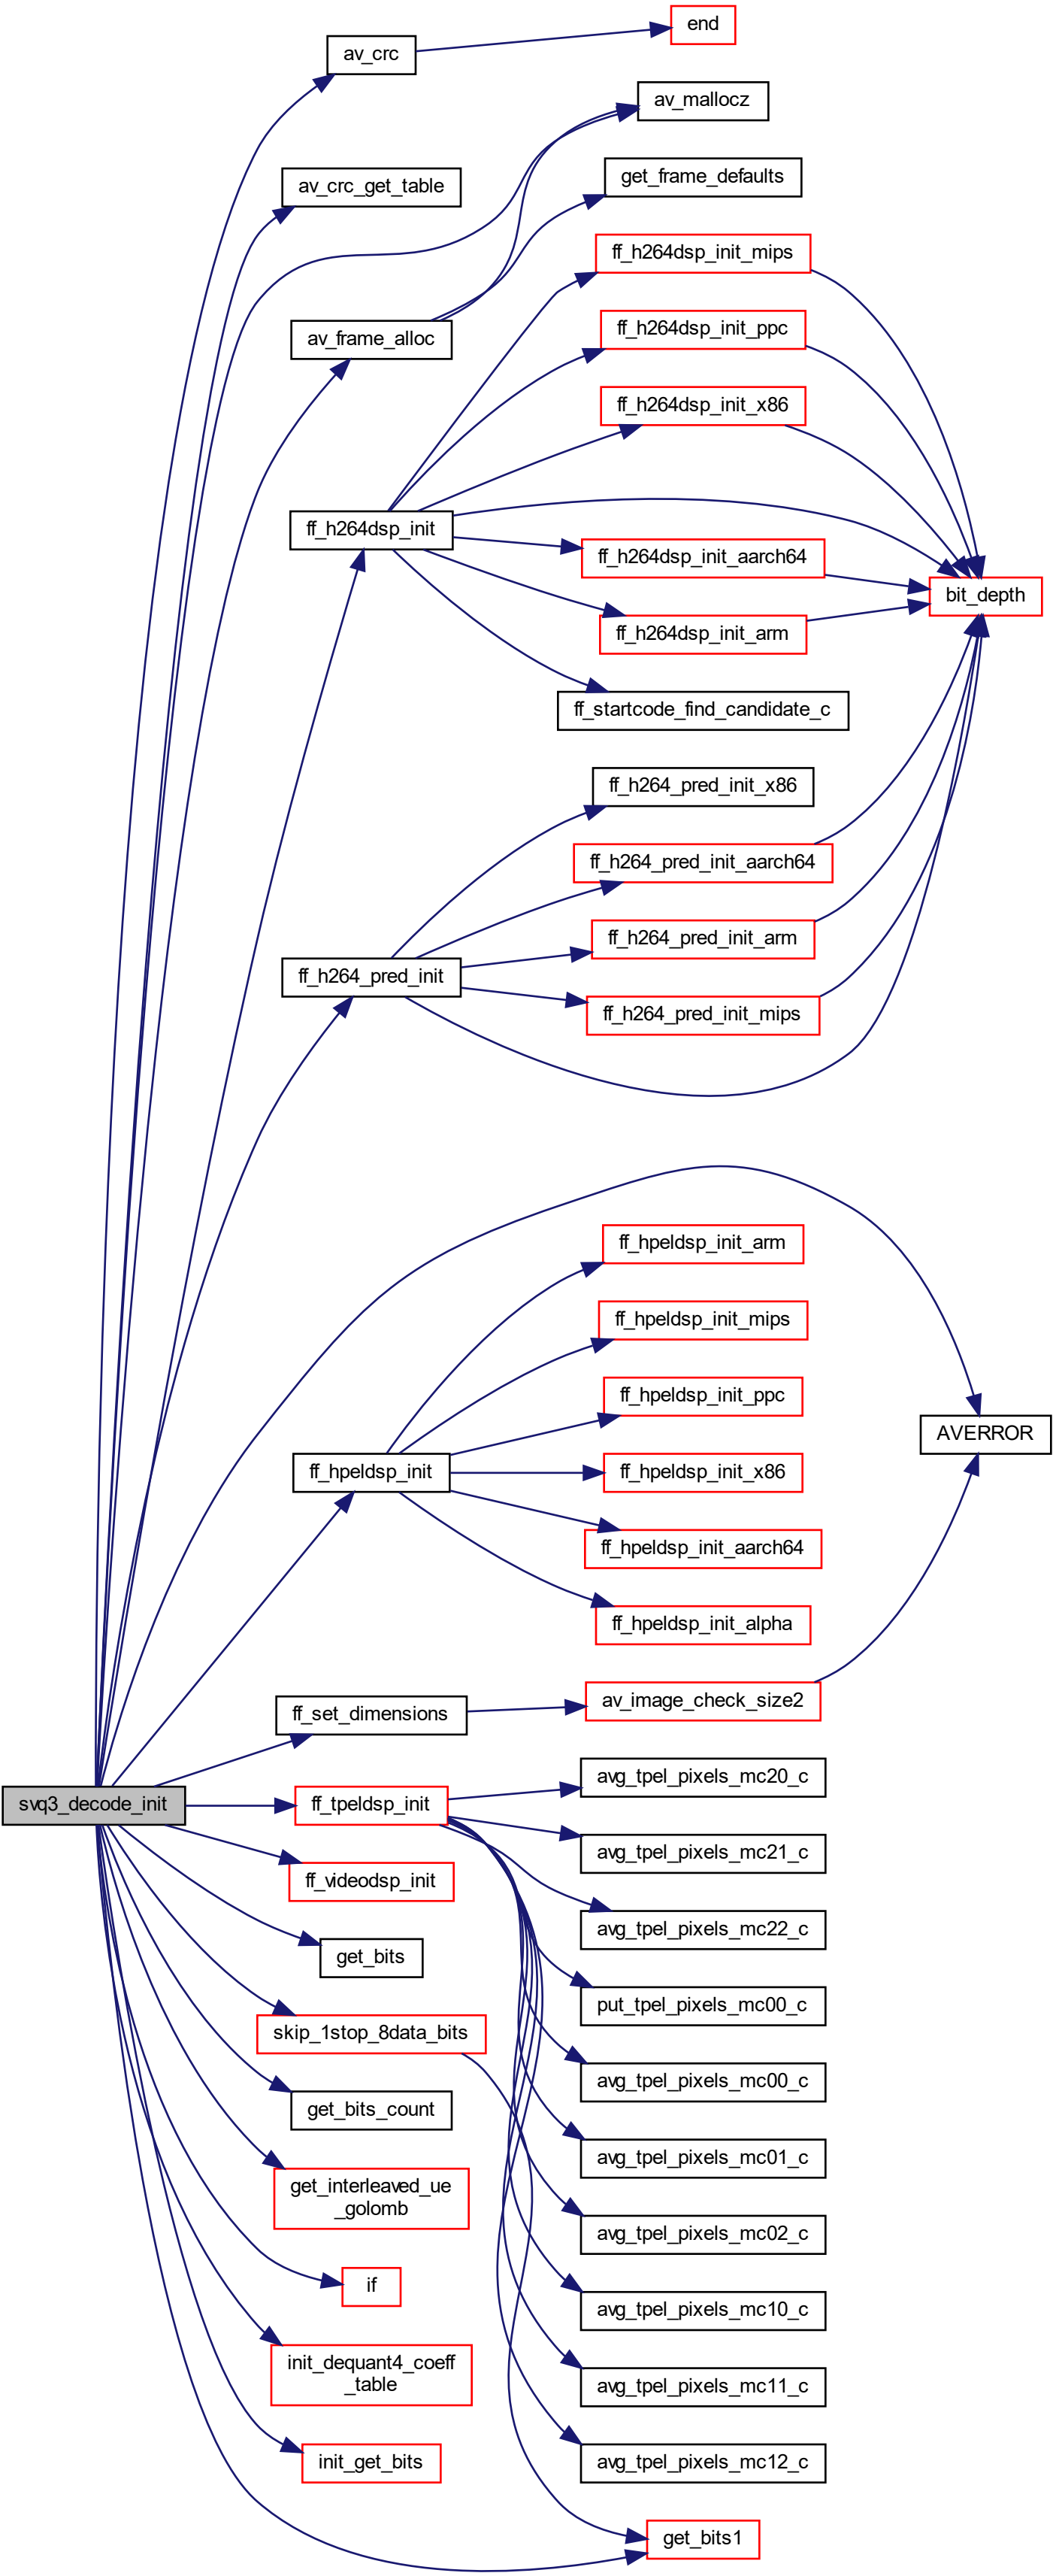 end
av_crc
av_mallocz
av_crc_get_table
get_frame_defaults
ff_h264dsp_init_mips
av_frame_alloc
ff_h264dsp_init_ppc
ff_h264dsp_init_x86
ff_h264dsp_init
ff_h264dsp_init_aarch64
bit_depth
ff_h264dsp_init_arm
ff_startcode_find_candidate_c
ff_h264_pred_init_x86
ff_h264_pred_init_aarch64
ff_h264_pred_init_arm
ff_h264_pred_init
ff_h264_pred_init_mips
ff_hpeldsp_init_arm
ff_hpeldsp_init_mips
ff_hpeldsp_init_ppc
AVERROR
ff_hpeldsp_init
ff_hpeldsp_init_x86
ff_hpeldsp_init_aarch64
ff_hpeldsp_init_alpha
av_image_check_size2
ff_set_dimensions
avg_tpel_pixels_mc20_c
svq3_decode_init
ff_tpeldsp_init
avg_tpel_pixels_mc21_c
ff_videodsp_init
avg_tpel_pixels_mc22_c
get_bits
put_tpel_pixels_mc00_c
skip_1stop_8data_bits
avg_tpel_pixels_mc00_c
get_bits_count
avg_tpel_pixels_mc01_c
get_interleaved_ue
_golomb
avg_tpel_pixels_mc02_c
if
avg_tpel_pixels_mc10_c
init_dequant4_coeff
_table
avg_tpel_pixels_mc11_c
init_get_bits
avg_tpel_pixels_mc12_c
get_bits1